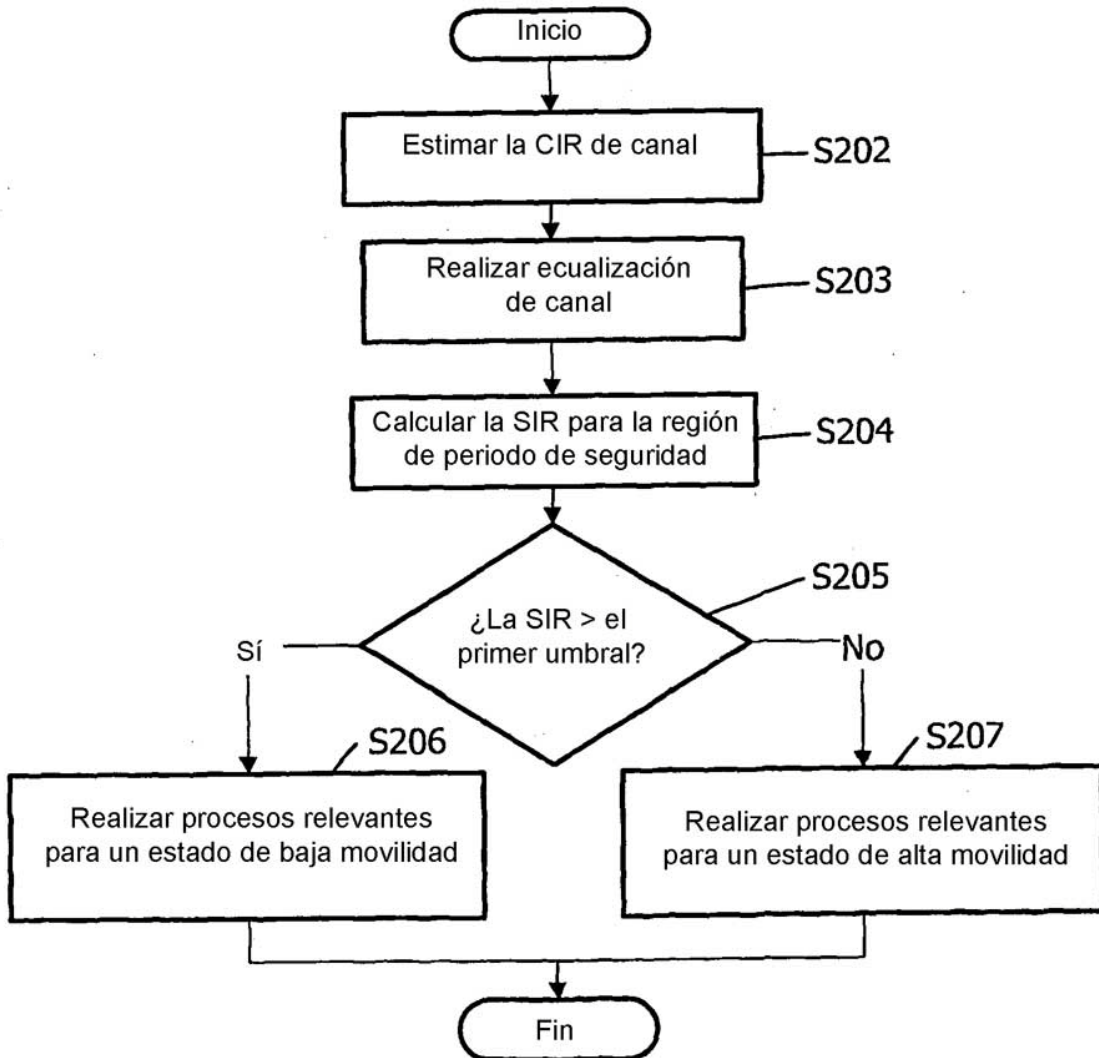 Inicio
Estimar la CIR de canal
S202
Realizar ecualización
de canal
S203
Calcular la SIR para la región
de periodo de seguridad
S204
¿La SIR > el
primer umbral?
S205
Sí
No
S206
Realizar procesos relevantes
para un estado de baja movilidad
S207
Realizar procesos relevantes
para un estado de alta movilidad
Fin